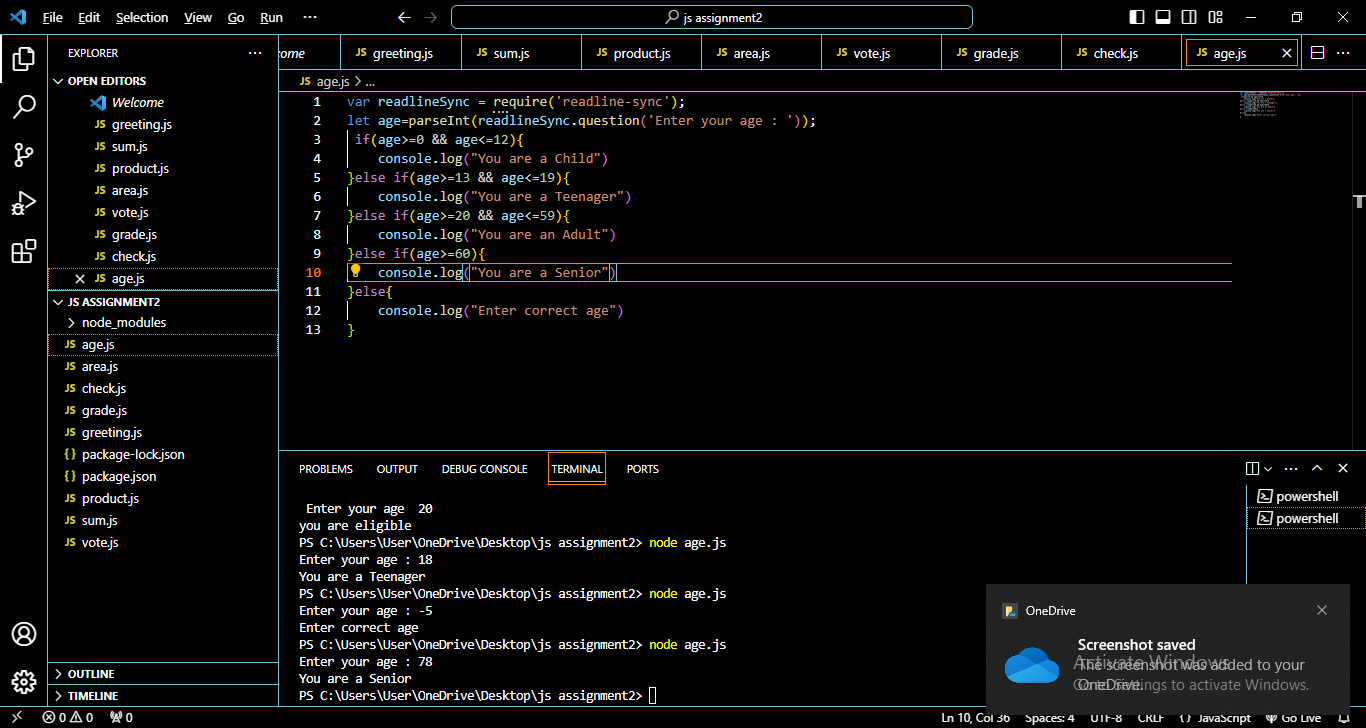 File Edit Selection View Go Run ··· js assignment2
EXPLORER ···
OPEN EDITORS
Welcome
JS greeting.js
JS sum.js
JS product.js
JS area.js
JS vote.js
JS grade.js
JS check.js
JS age.js
JS ASSIGNMENT2
node_modules
JS age.js
JS area.js
JS check.js
JS grade.js
JS greeting.js
{} package-lock.json
{} package.json
JS product.js
JS sum.js
JS vote.js
OUTLINE
TIMELINE
ome JS greeting.js JS sum.js JS product.js JS area.js JS vote.js JS grade.js JS check.js JS age.js ···
JS age.js > ...
1 var readlineSync = require('readline-sync');
2 let age=parseInt(readlineSync.question('Enter your age : '));
3 if(age>=0 && age<=12){
4 console.log("You are a Child")
5 }else if(age>=13 && age<=19){
6 console.log("You are a Teenager")
7 }else if(age>=20 && age<=59){
8 console.log("You are an Adult")
9 }else if(age>=60){
10 console.log("You are a Senior")
11 }else{
12 console.log("Enter correct age")
13 }
PROBLEMS OUTPUT DEBUG CONSOLE TERMINAL PORTS ···
Enter your age  20
you are eligible
PS C:\Users\User\OneDrive\Desktop\js assignment2> node age.js
Enter your age : 18
You are a Teenager
PS C:\Users\User\OneDrive\Desktop\js assignment2> node age.js
Enter your age : -5
Enter correct age
PS C:\Users\User\OneDrive\Desktop\js assignment2> node age.js
Enter your age : 78
You are a Senior
PS C:\Users\User\OneDrive\Desktop\js assignment2>
powershell
powershell
OneDrive
Screenshot saved
The screenshot was added to your
OneDrive.
Activate Windows
Go to Settings to activate Windows.
0 0 0 Ln 10, Col 36 Spaces: 4 UTF-8 CRLF {} JavaScript Go Live